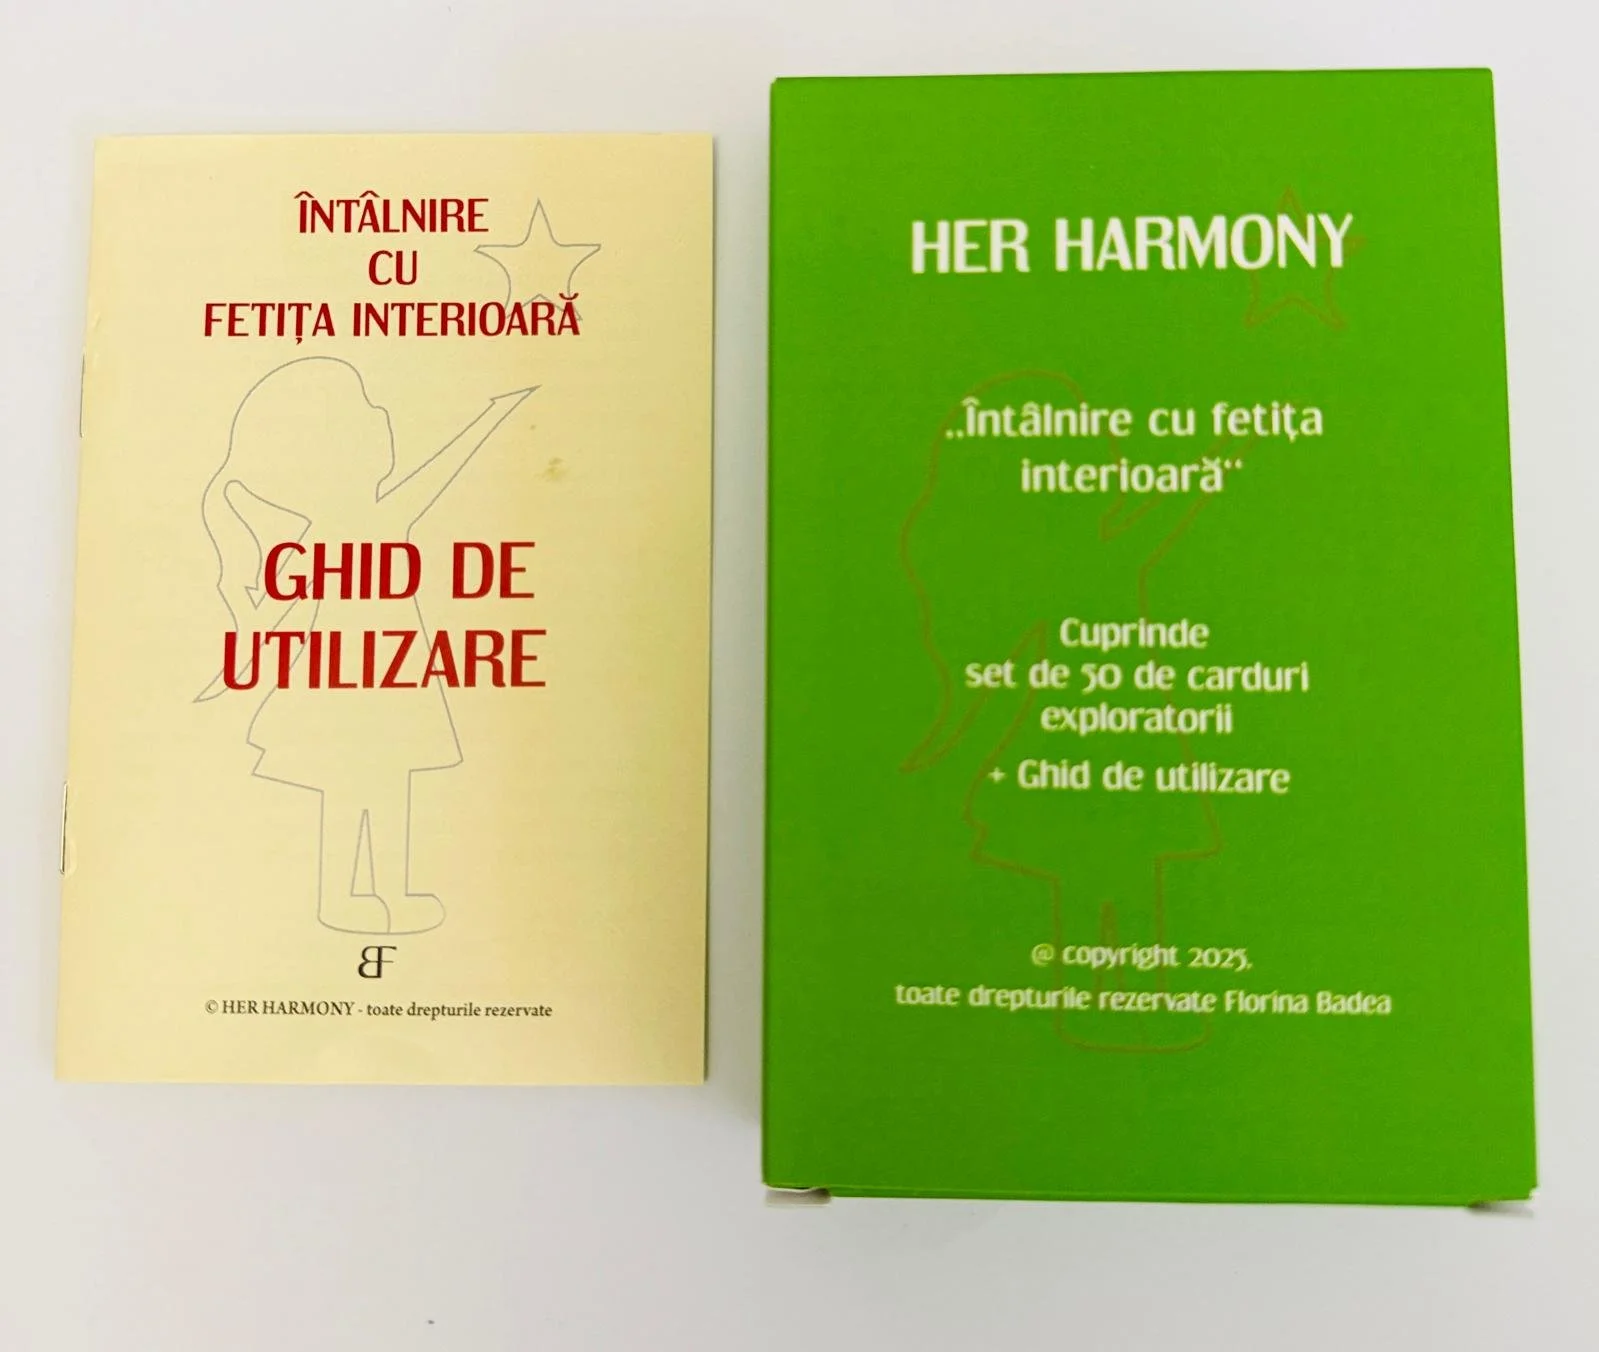 ÎNTÂLNIRE
CU
FETIȚA INTERIOARĂ
GHID DE
UTILIZARE
BF
© HER HARMONY - toate drepturile rezervate
HER HARMONY
„Întâlnire cu fetița
interioară“
Cuprinde
set de 50 de carduri
exploratorii
+ Ghid de utilizare
@ copyright 2025,
toate drepturile rezervate Florina Badea